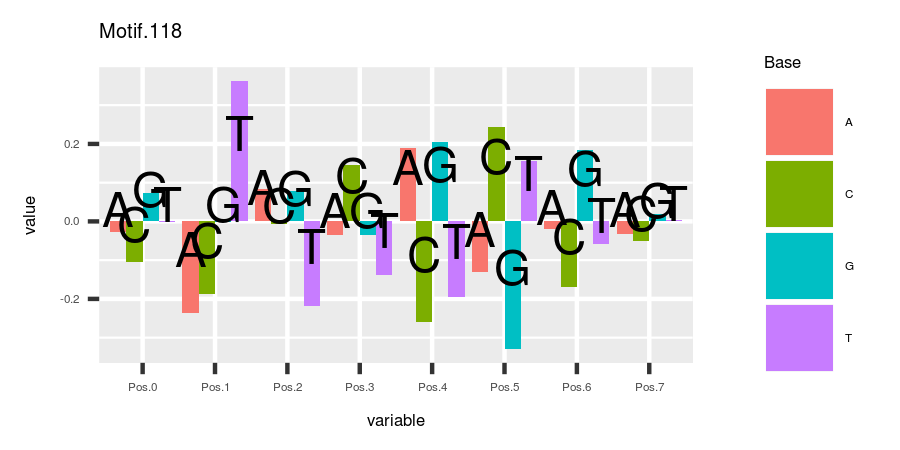 Motif.118
value
0.2
0.0
-0.2
A C G T
A C G T
A C G T
A C G T
A C G T
A C G T
A C G T
A C G T
Pos.0 Pos.1 Pos.2 Pos.3 Pos.4 Pos.5 Pos.6 Pos.7
variable
Base
A
C
G
T